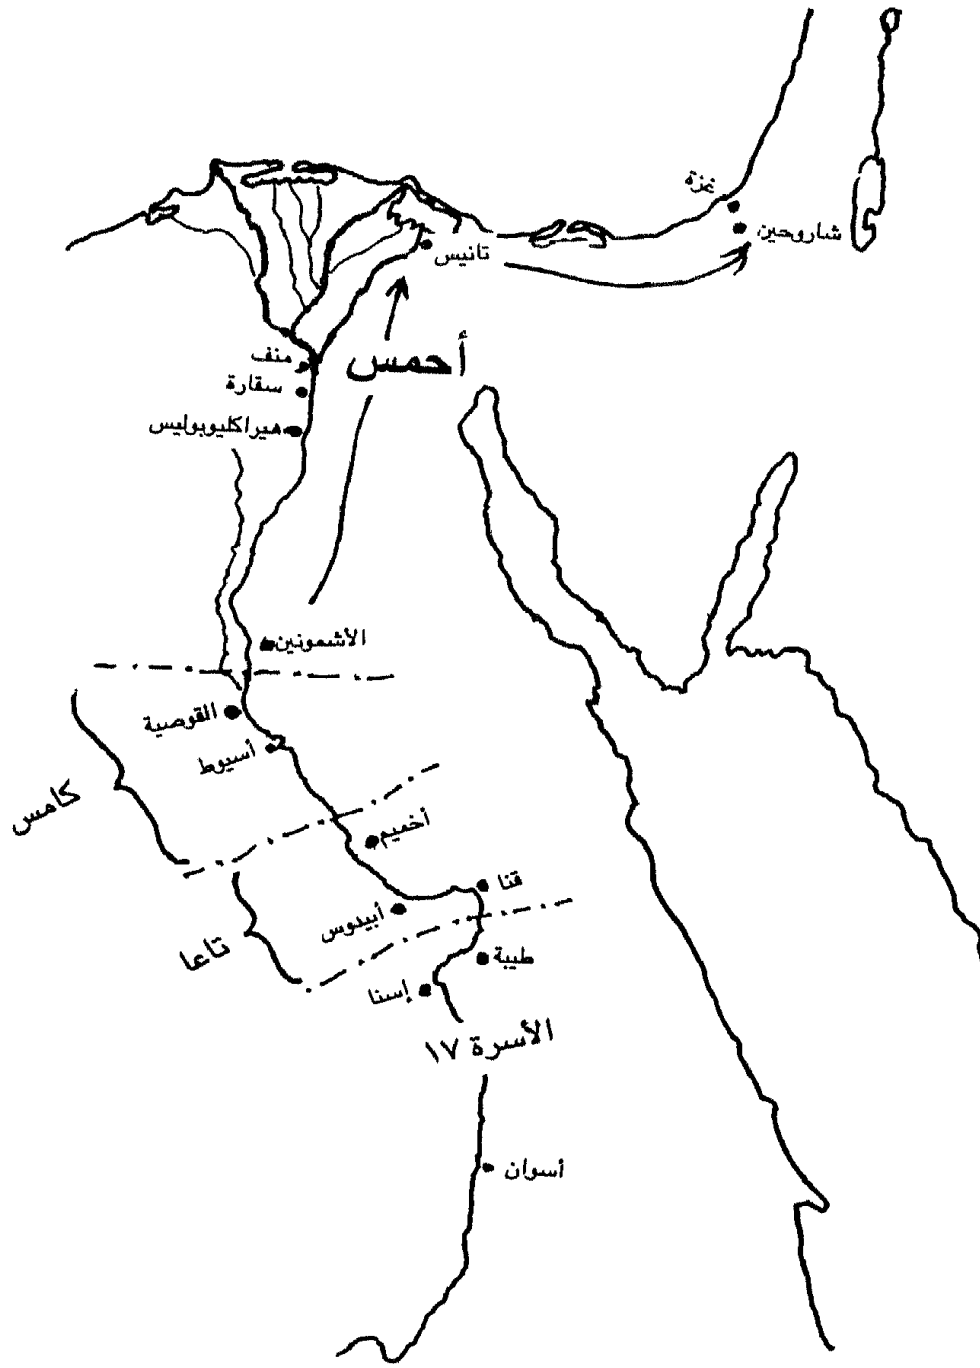 غزة
شاروحين
تانيس
أحمس
منف
سقارة
هيراكليوبوليس
الأشمونين
القوصية
أسيوط
كامس
أخميم
قنا
أبيدوس
تاعا
طيبة
إسنا
الأسرة ١٧
أسوان